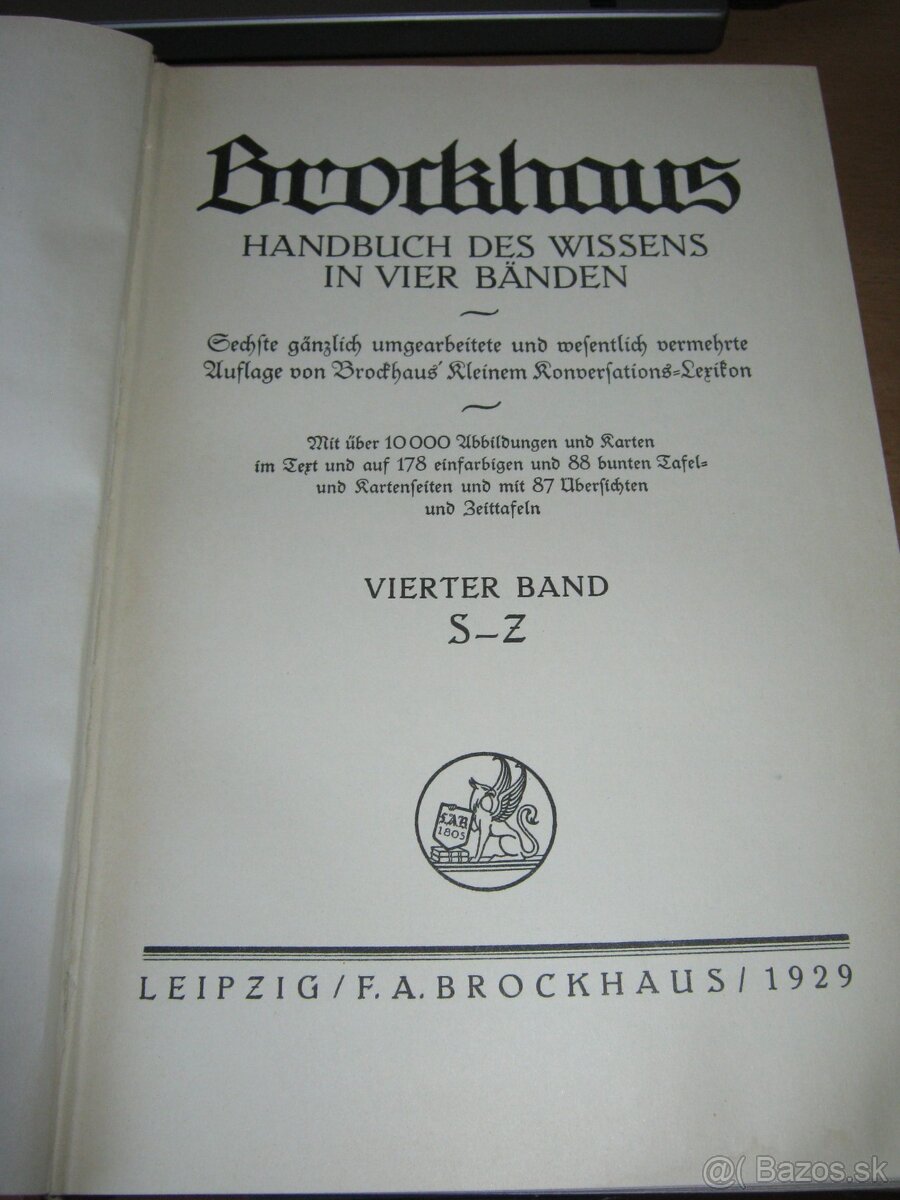 Brockhaus
HANDBUCH DES WISSENS
IN VIER BÄNDEN
Sechste gänzlich umgearbeitete und wesentlich vermehrte
Auflage von Brockhaus' Kleinem Konversations-Lexikon
Mit über 10000 Abbildungen und Karten
im Text und auf 178 einfarbigen und 88 bunten Tafel-
und Kartenseiten und mit 87 Übersichten
und Zeittafeln
VIERTER BAND
S–Z
F.A.B
1805
LEIPZIG / F. A. BROCKHAUS / 1929
@( Bazos.sk